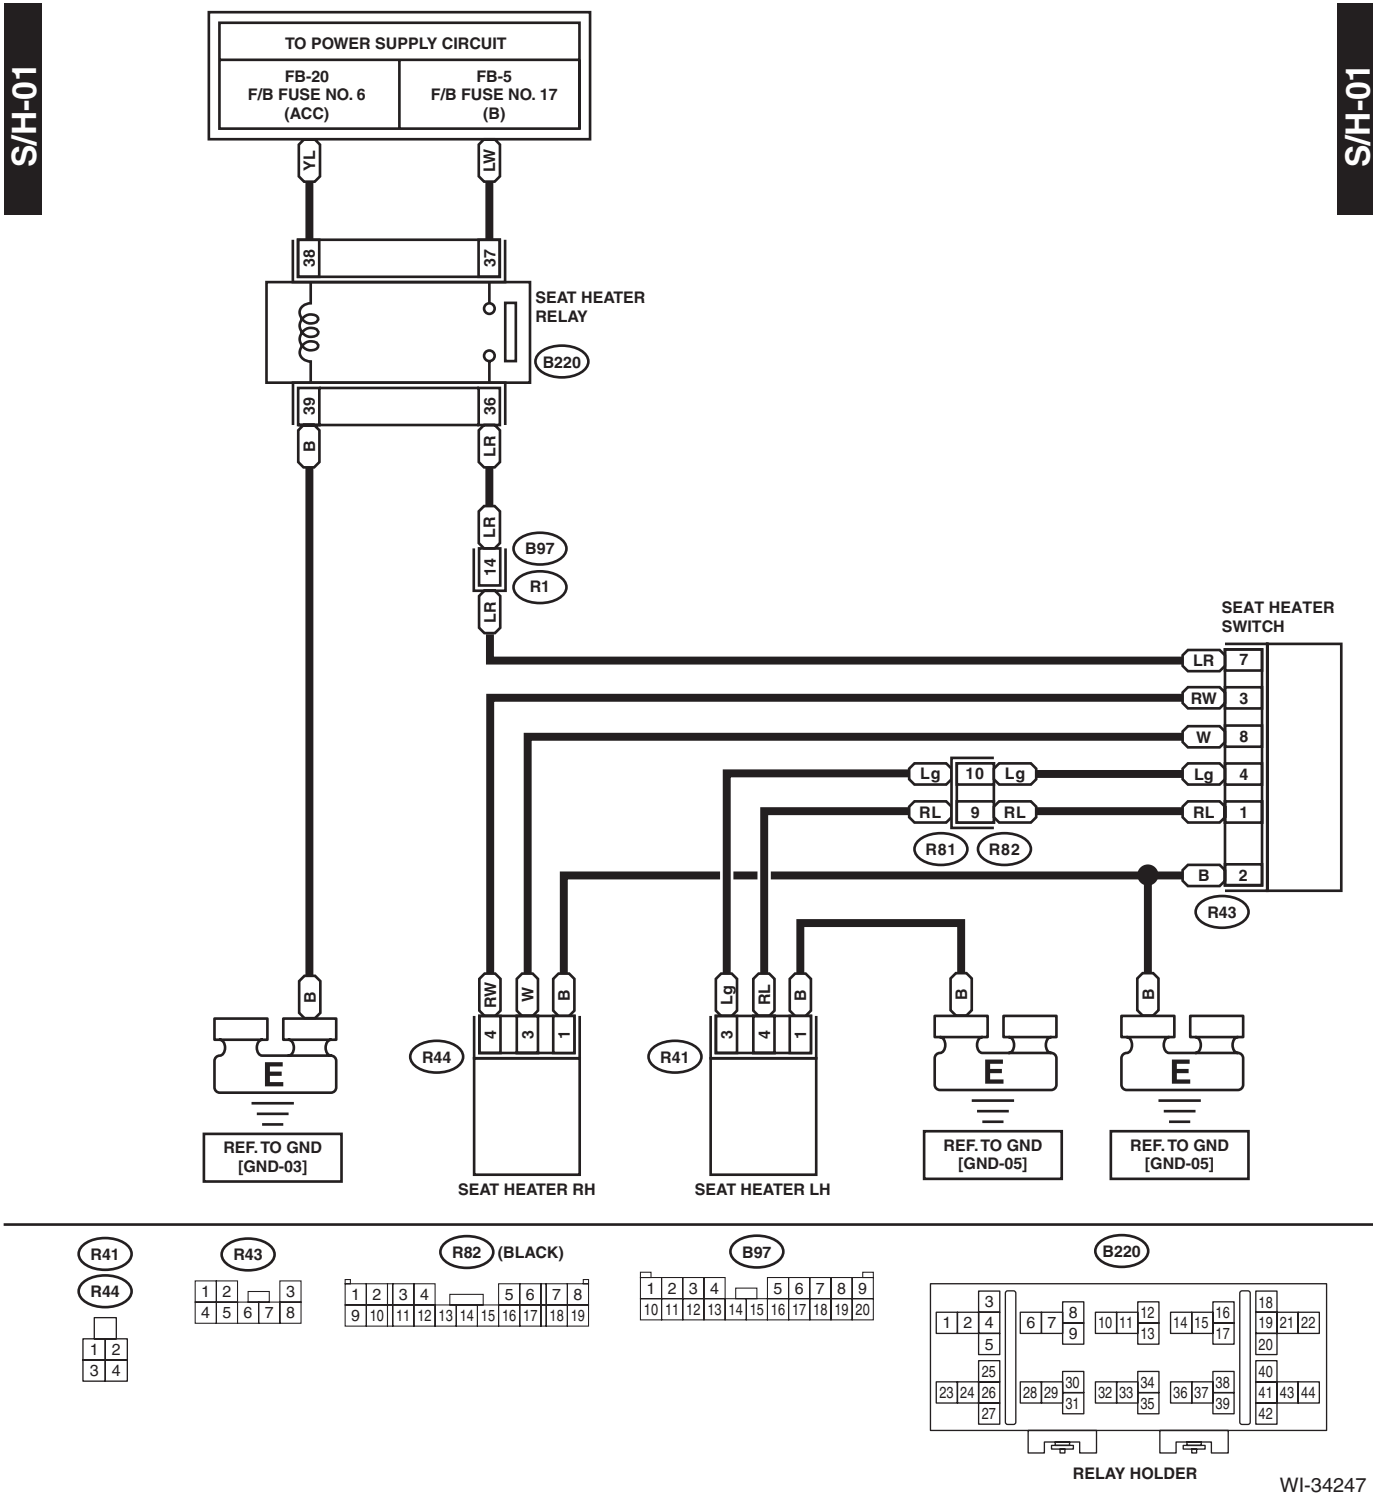 S/H-01
S/H-01
TO POWER SUPPLY CIRCUIT
FB-20
F/B FUSE NO. 6
(ACC)
FB-5
F/B FUSE NO. 17
(B)
YL
LW
38
37
SEAT HEATER
RELAY
B220
39
36
B
LR
LR
14
B97
R1
LR
SEAT HEATER
SWITCH
LR 7
RW 3
W 8
Lg 10 Lg Lg 4
RL 9 RL RL 1
R81 R82
B 2
R43
B
RW W B
Lg RL B
B
B
4 3 1
3 4 1
R44
R41
E
E
E
REF. TO GND
[GND-03]
REF. TO GND
[GND-05]
REF. TO GND
[GND-05]
SEAT HEATER RH
SEAT HEATER LH
R41
R44
1 2
3 4
R43
1 2 3
4 5 6 7 8
R82 (BLACK)
1 2 3 4 5 6 7 8
9 10 11 12 13 14 15 16 17 18 19
B97
1 2 3 4 5 6 7 8 9
10 11 12 13 14 15 16 17 18 19 20
B220
3 8 12 16 18
1 2 4 6 7 10 11 14 15 19 21 22
9 13 17
5 20
25 30 34 38 40
23 24 26 28 29 32 33 36 37 41 43 44
31 35 39
27 42
RELAY HOLDER
WI-34247